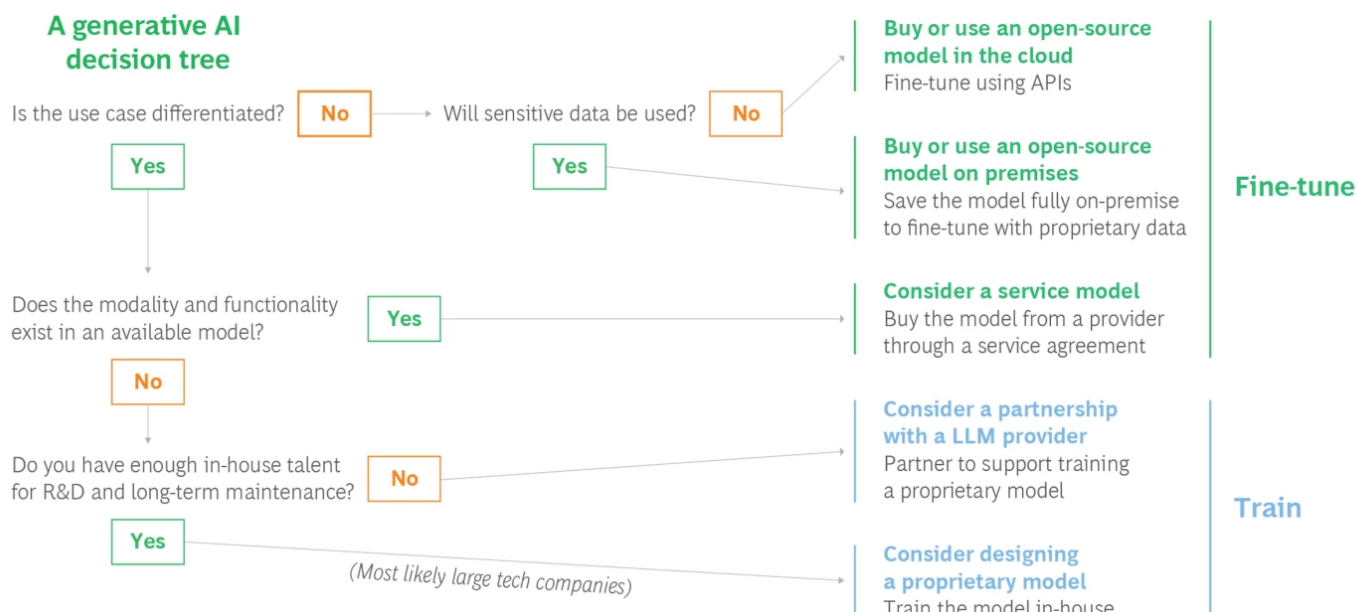 A generative AI
decision tree
Is the use case differentiated?
No
Will sensitive data be used?
No
Yes
Yes
Buy or use an open-source
model in the cloud
Fine-tune using APIs
Buy or use an open-source
model on premises
Save the model fully on-premise
to fine-tune with proprietary data
Fine-tune
Does the modality and functionality
exist in an available model?
Yes
No
Consider a service model
Buy the model from a provider
through a service agreement
Do you have enough in-house talent
for R&D and long-term maintenance?
No
Yes
(Most likely large tech companies)
Consider a partnership
with a LLM provider
Partner to support training
a proprietary model
Train
Consider designing
a proprietary model
Train the model in-house